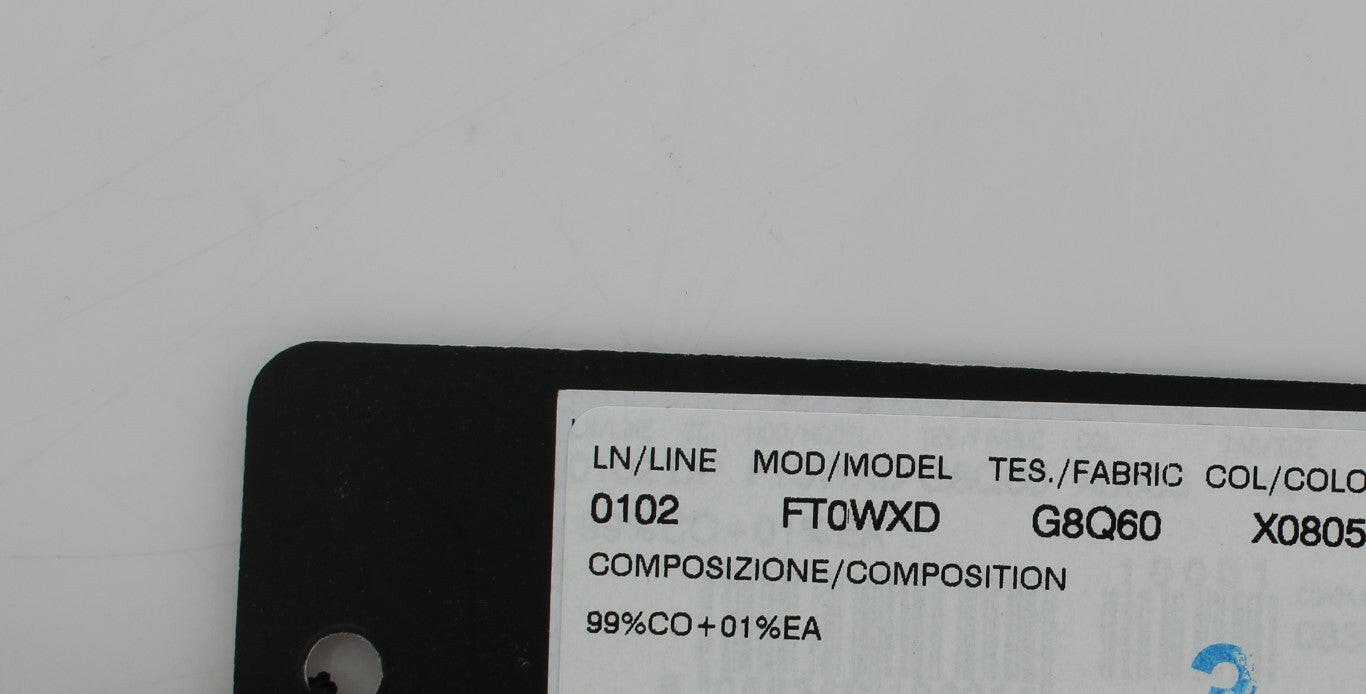 LN/LINE MOD/MODEL TES./FABRIC COL/COLO
0102 FT0WXD G8Q60 X0805
COMPOSIZIONE/COMPOSITION
99%CO+01%EA